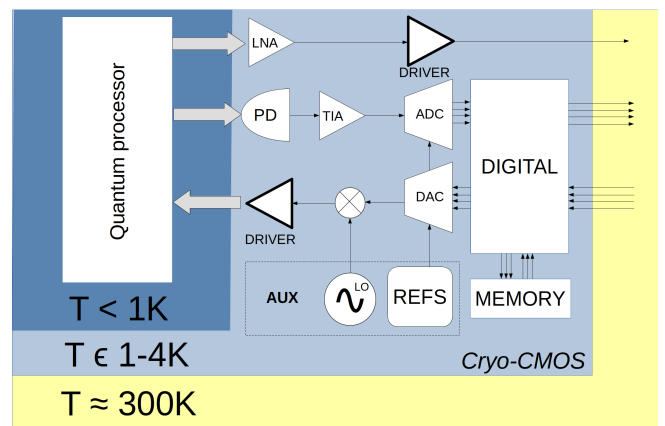 LNA
DRIVER
Quantum processor
PD
TIA
ADC
DIGITAL
DAC
DRIVER
AUX
LO
REFS
MEMORY
T < 1K
T ϵ 1-4K
Cryo-CMOS
T ≈ 300K